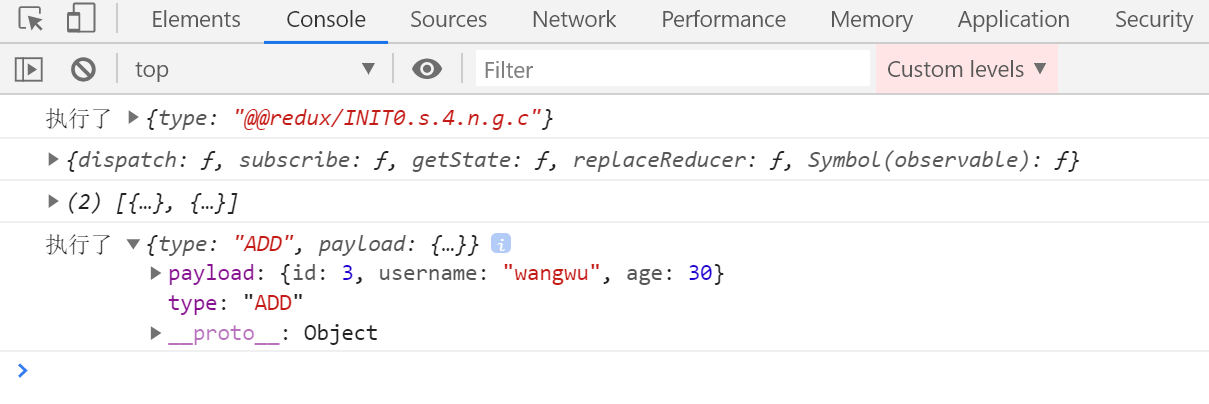 Elements Console Sources Network Performance Memory Application Security
top ▼ Filter Custom levels ▼
执行了 ▶{type: "@@redux/INIT0.s.4.n.g.c"}
▶{dispatch: ƒ, subscribe: ƒ, getState: ƒ, replaceReducer: ƒ, Symbol(observable): ƒ}
▶(2) [{…}, {…}]
执行了 ▼{type: "ADD", payload: {…}} i
▶payload: {id: 3, username: "wangwu", age: 30}
type: "ADD"
▶__proto__: Object